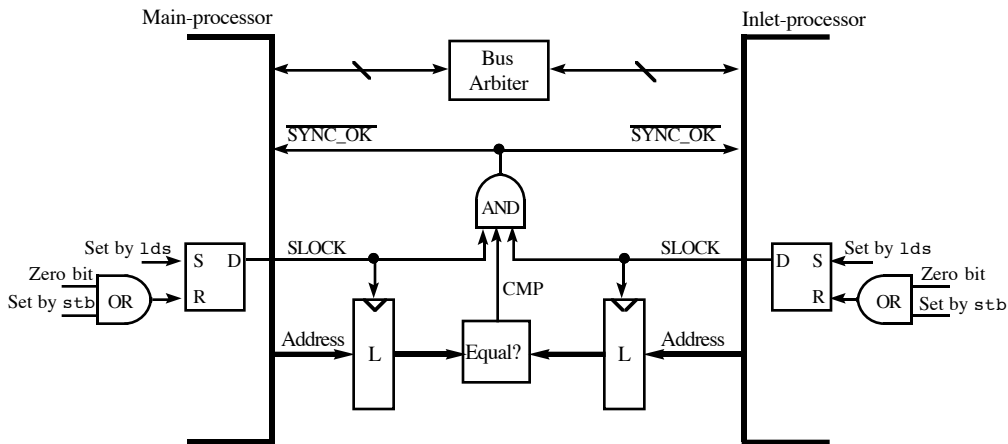 Main-processor
Inlet-processor
Bus
Arbiter
SYNC_OK
SYNC_OK
AND
Set by lds
S
D
SLOCK
SLOCK
D
S
Set by lds
Zero bit
Zero bit
Set by stb
OR
R
CMP
R
OR
Set by stb
Address
L
Equal?
L
Address